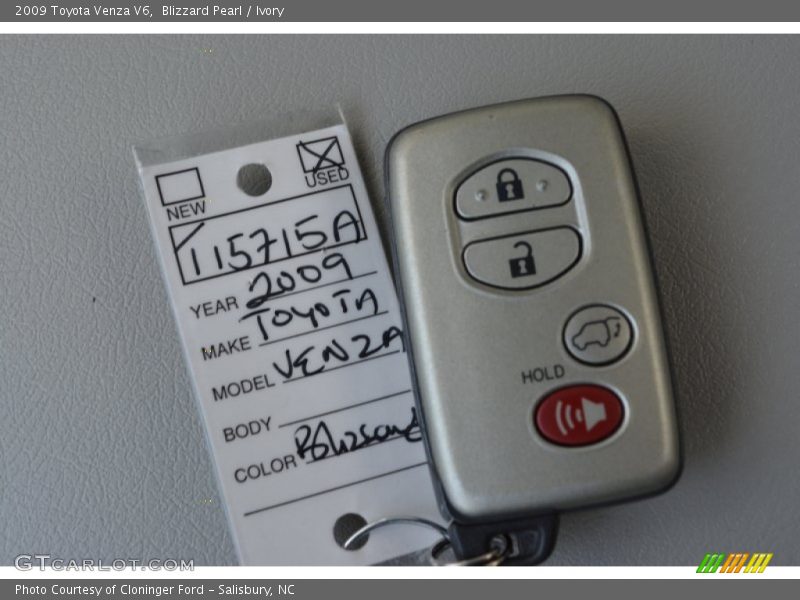 2009 Toyota Venza V6,  Blizzard Pearl / Ivory
NEW
USED
115715A
YEAR 2009
MAKE TOYOTA
MODEL VENZA
BODY
COLOR
HOLD
GTCARLOT.COM
Photo Courtesy of Cloninger Ford – Salisbury, NC